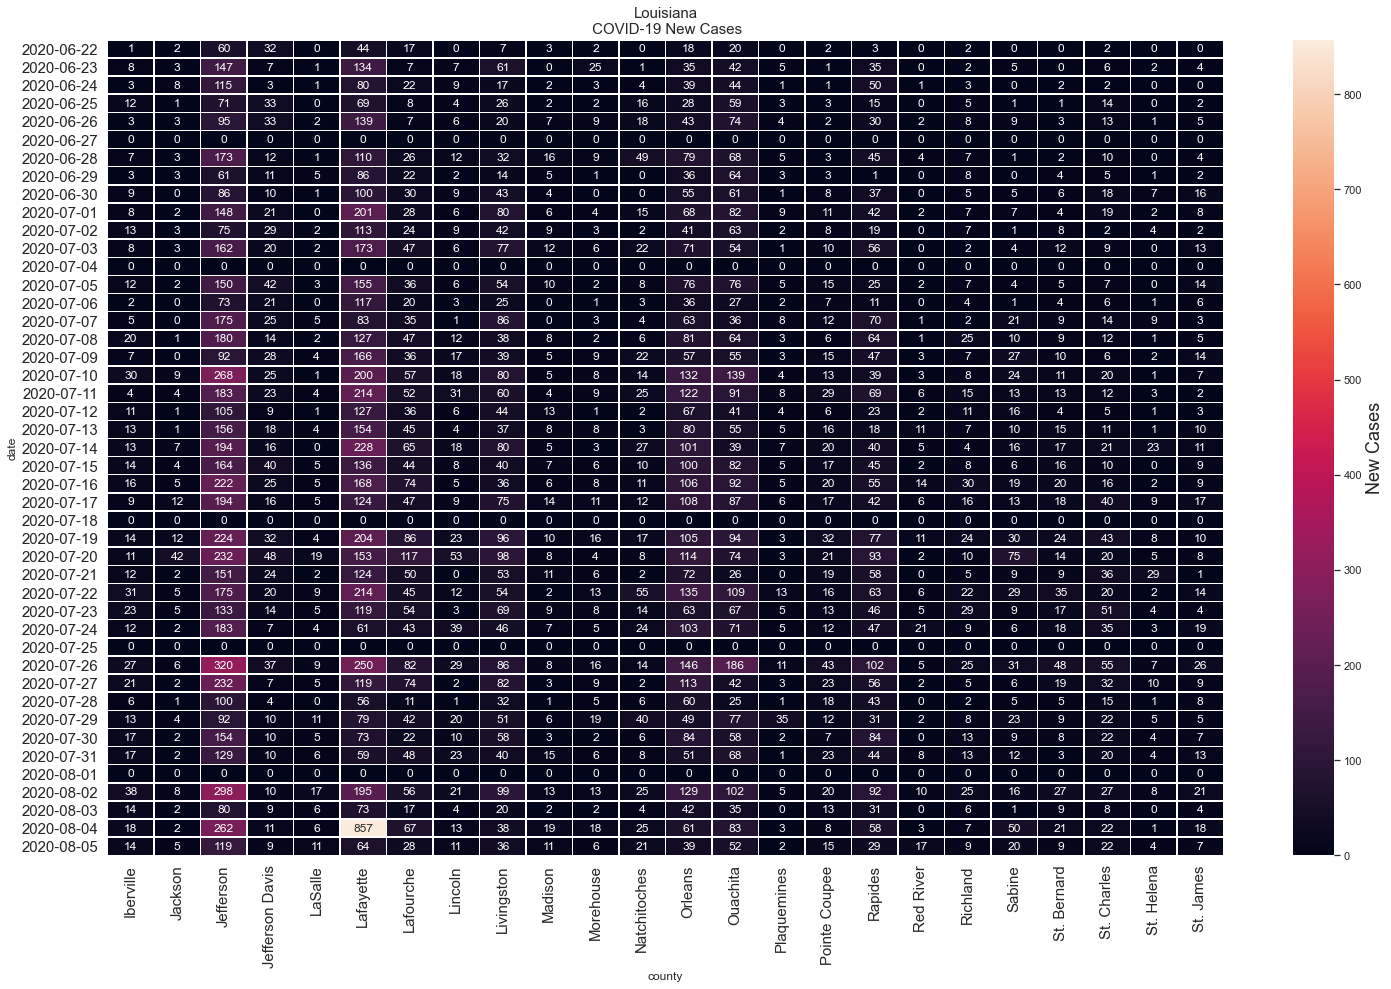 Louisiana
COVID-19 New Cases
2020-06-22 1 2 60 32 0 44 17 0 7 3 2 0 18 20 0 2 3 0 2 0 0 2 0 0
2020-06-23 8 3 147 7 1 134 7 7 61 0 25 1 35 42 5 1 35 0 2 5 0 6 2 4
2020-06-24 3 8 115 3 1 80 22 9 17 2 3 4 39 44 1 1 50 1 3 0 2 2 0 0
2020-06-25 12 1 71 33 0 69 8 4 26 2 2 16 28 59 3 3 15 0 5 1 1 14 0 2
2020-06-26 3 3 95 33 2 139 7 6 20 7 9 18 43 74 4 2 30 2 8 9 3 13 1 5
2020-06-27 0 0 0 0 0 0 0 0 0 0 0 0 0 0 0 0 0 0 0 0 0 0 0 0
2020-06-28 7 3 173 12 1 110 26 12 32 16 9 49 79 68 5 3 45 4 7 1 2 10 0 4
2020-06-29 3 3 61 11 5 86 22 2 14 5 1 0 36 64 3 3 1 0 8 0 4 5 1 2
2020-06-30 9 0 86 10 1 100 30 9 43 4 0 0 55 61 1 8 37 0 5 5 6 18 7 16
2020-07-01 8 2 148 21 0 201 28 6 80 6 4 15 68 82 9 11 42 2 7 7 4 19 2 8
2020-07-02 13 3 75 29 2 113 24 9 42 9 3 2 41 63 2 8 19 0 7 1 8 2 4 2
2020-07-03 8 3 162 20 2 173 47 6 77 12 6 22 71 54 1 10 56 0 2 4 12 9 0 13
2020-07-04 0 0 0 0 0 0 0 0 0 0 0 0 0 0 0 0 0 0 0 0 0 0 0 0
2020-07-05 12 2 150 42 3 155 36 6 54 10 2 8 76 76 5 15 25 2 7 4 5 7 0 14
2020-07-06 2 0 73 21 0 117 20 3 25 0 1 3 36 27 2 7 11 0 4 1 4 6 1 6
2020-07-07 5 0 175 25 5 83 35 1 86 0 3 4 63 36 8 12 70 1 2 21 9 14 9 3
2020-07-08 20 1 180 14 2 127 47 12 38 8 2 6 81 64 3 6 64 1 25 10 9 12 1 5
2020-07-09 7 0 92 28 4 166 36 17 39 5 9 22 57 55 3 15 47 3 7 27 10 6 2 14
2020-07-10 30 9 268 25 1 200 57 18 80 5 8 14 132 139 4 13 39 3 8 24 11 20 1 7
2020-07-11 4 4 183 23 4 214 52 31 60 4 9 25 122 91 8 29 69 6 15 13 13 12 3 2
2020-07-12 11 1 105 9 1 127 36 6 44 13 1 2 67 41 4 6 23 2 11 16 4 5 1 3
2020-07-13 13 1 156 18 4 154 45 4 37 8 8 3 80 55 5 16 18 11 7 10 15 11 1 10
2020-07-14 13 7 194 16 0 228 65 18 80 5 3 27 101 39 7 20 40 5 4 16 17 21 23 11
2020-07-15 14 4 164 40 5 136 44 8 40 7 6 10 100 82 5 17 45 2 8 6 16 10 0 9
2020-07-16 16 5 222 25 5 168 74 5 36 6 8 11 106 92 5 20 55 14 30 19 20 16 2 9
2020-07-17 9 12 194 16 5 124 47 9 75 14 11 12 108 87 6 17 42 6 16 13 18 40 9 17
2020-07-18 0 0 0 0 0 0 0 0 0 0 0 0 0 0 0 0 0 0 0 0 0 0 0 0
2020-07-19 14 12 224 32 4 204 86 23 96 10 16 17 105 94 3 32 77 11 24 30 24 43 8 10
2020-07-20 11 42 232 48 19 153 117 53 98 8 4 8 114 74 3 21 93 2 10 75 14 20 5 8
2020-07-21 12 2 151 24 2 124 50 0 53 11 6 2 72 26 0 19 58 0 5 9 9 36 29 1
2020-07-22 31 5 175 20 9 214 45 12 54 2 13 55 135 109 13 16 63 6 22 29 35 20 2 14
2020-07-23 23 5 133 14 5 119 54 3 69 9 8 14 63 67 5 13 46 5 29 9 17 51 4 4
2020-07-24 12 2 183 7 4 61 43 39 46 7 5 24 103 71 5 12 47 21 9 6 18 35 3 19
2020-07-25 0 0 0 0 0 0 0 0 0 0 0 0 0 0 0 0 0 0 0 0 0 0 0 0
2020-07-26 27 6 320 37 9 250 82 29 86 8 16 14 146 186 11 43 102 5 25 31 48 55 7 26
2020-07-27 21 2 232 7 5 119 74 2 82 3 9 2 113 42 3 23 56 2 5 6 19 32 10 9
2020-07-28 6 1 100 4 0 56 11 1 32 1 5 6 60 25 1 18 43 0 2 5 5 15 1 8
2020-07-29 13 4 92 10 11 79 42 20 51 6 19 40 49 77 35 12 31 2 8 23 9 22 5 5
2020-07-30 17 2 154 10 5 73 22 10 58 3 2 6 84 58 2 7 84 0 13 9 8 22 4 7
2020-07-31 17 2 129 10 6 59 48 23 40 15 6 8 51 68 1 23 44 8 13 12 3 20 4 13
2020-08-01 0 0 0 0 0 0 0 0 0 0 0 0 0 0 0 0 0 0 0 0 0 0 0 0
2020-08-02 38 8 298 10 17 195 56 21 99 13 13 25 129 102 5 20 92 10 25 16 27 27 8 21
2020-08-03 14 2 80 9 6 73 17 4 20 2 2 4 42 35 0 13 31 0 6 1 9 8 0 4
2020-08-04 18 2 262 11 6 857 67 13 38 19 18 25 61 83 3 8 58 3 7 50 21 22 1 18
2020-08-05 14 5 119 9 11 64 28 11 36 11 6 21 39 52 2 15 29 17 9 20 9 22 4 7
date
Iberville Jackson Jefferson Jefferson Davis LaSalle Lafayette Lafourche Lincoln Livingston Madison Morehouse Natchitoches Orleans Ouachita Plaquemines Pointe Coupee Rapides Red River Richland Sabine St. Bernard St. Charles St. Helena St. James
county
800
700
600
500
400
300
200
100
0
New Cases